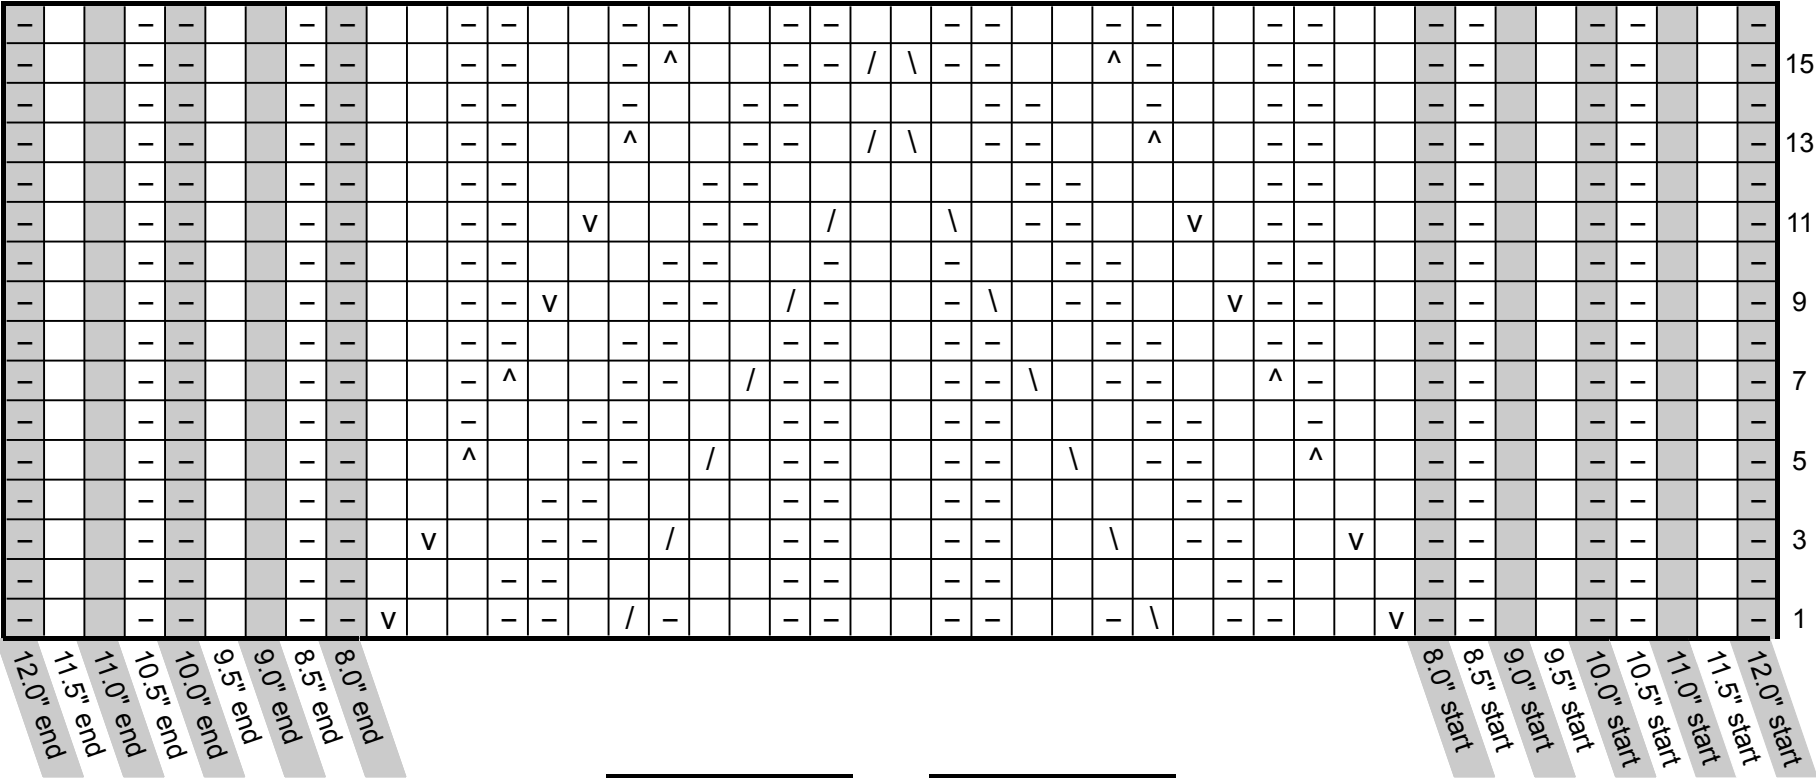 – – – – – – – – – – – – – – – – – – – – – –
– – – – – – – – ^ – – / \ – – ^ – – – – – – – – 15
– – – – – – – – – – – – – – – – – – – –
– – – – – – – ^ – – / \ – – ^ – – – – – – – 13
– – – – – – – – – – – – – – – – – –
– – – – – – – v – – / \ – – v – – – – – – – 11
– – – – – – – – – – – – – – – – – – – –
– – – – – – – v – – / – – \ – – v – – – – – – – 9
– – – – – – – – – – – – – – – – – – – – – –
– – – – – – ^ – – / – – – – \ – – ^ – – – – – – 7
– – – – – – – – – – – – – – – – – – – –
– – – – – ^ – – / – – – – \ – – ^ – – – – – 5
– – – – – – – – – – – – – – – – – –
– – – – – v – – / – – – – \ – – v – – – – – 3
– – – – – – – – – – – – – – – – – –
– – – – – v – – / – – – – – – \ – – v – – – – – 1
12.0" end
11.5" end
11.0" end
10.5" end
10.0" end
9.5" end
9.0" end
8.5" end
8.0" end
8.0" start
8.5" start
9.0" start
9.5" start
10.0" start
10.5" start
11.0" start
11.5" start
12.0" start